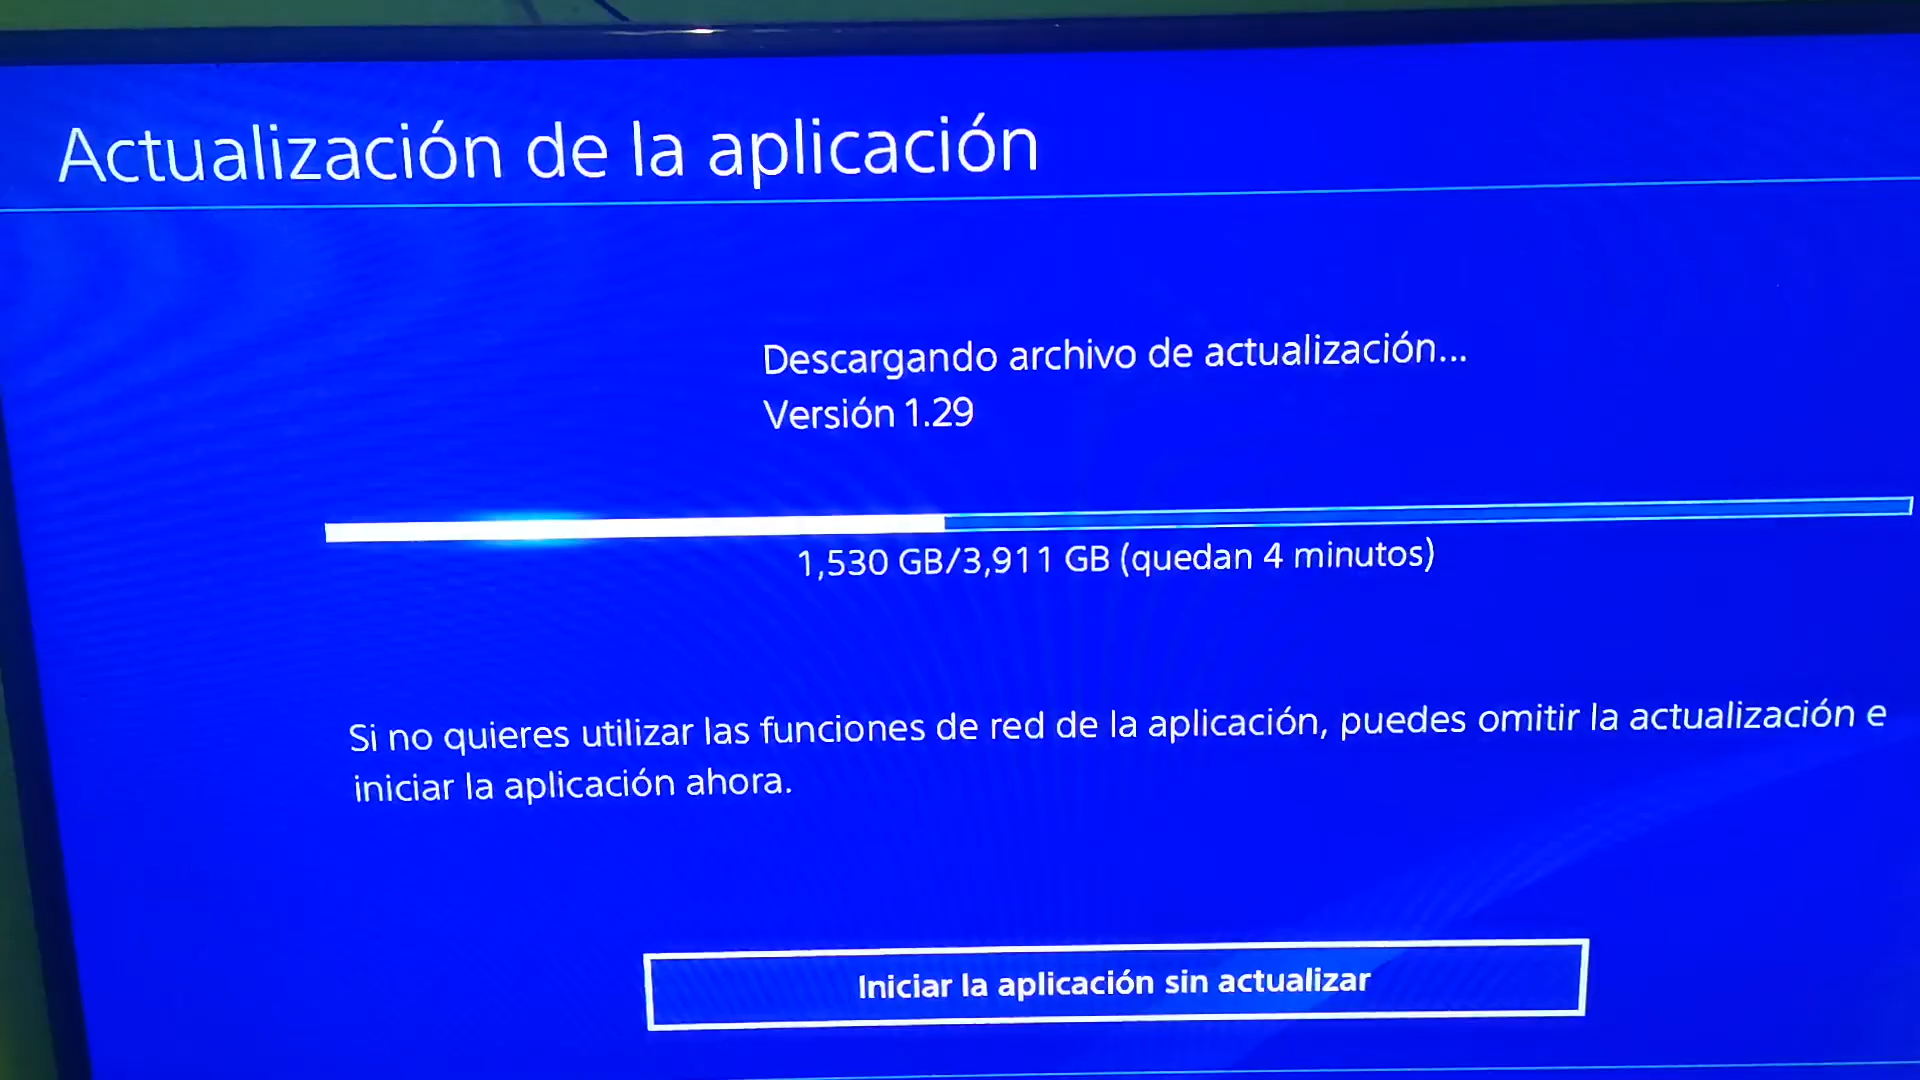 Actualización de la aplicación
Descargando archivo de actualización...
Versión 1.29
1,530 GB/3,911 GB (quedan 4 minutos)
Si no quieres utilizar las funciones de red de la aplicación, puedes omitir la actualización e
iniciar la aplicación ahora.
Iniciar la aplicación sin actualizar